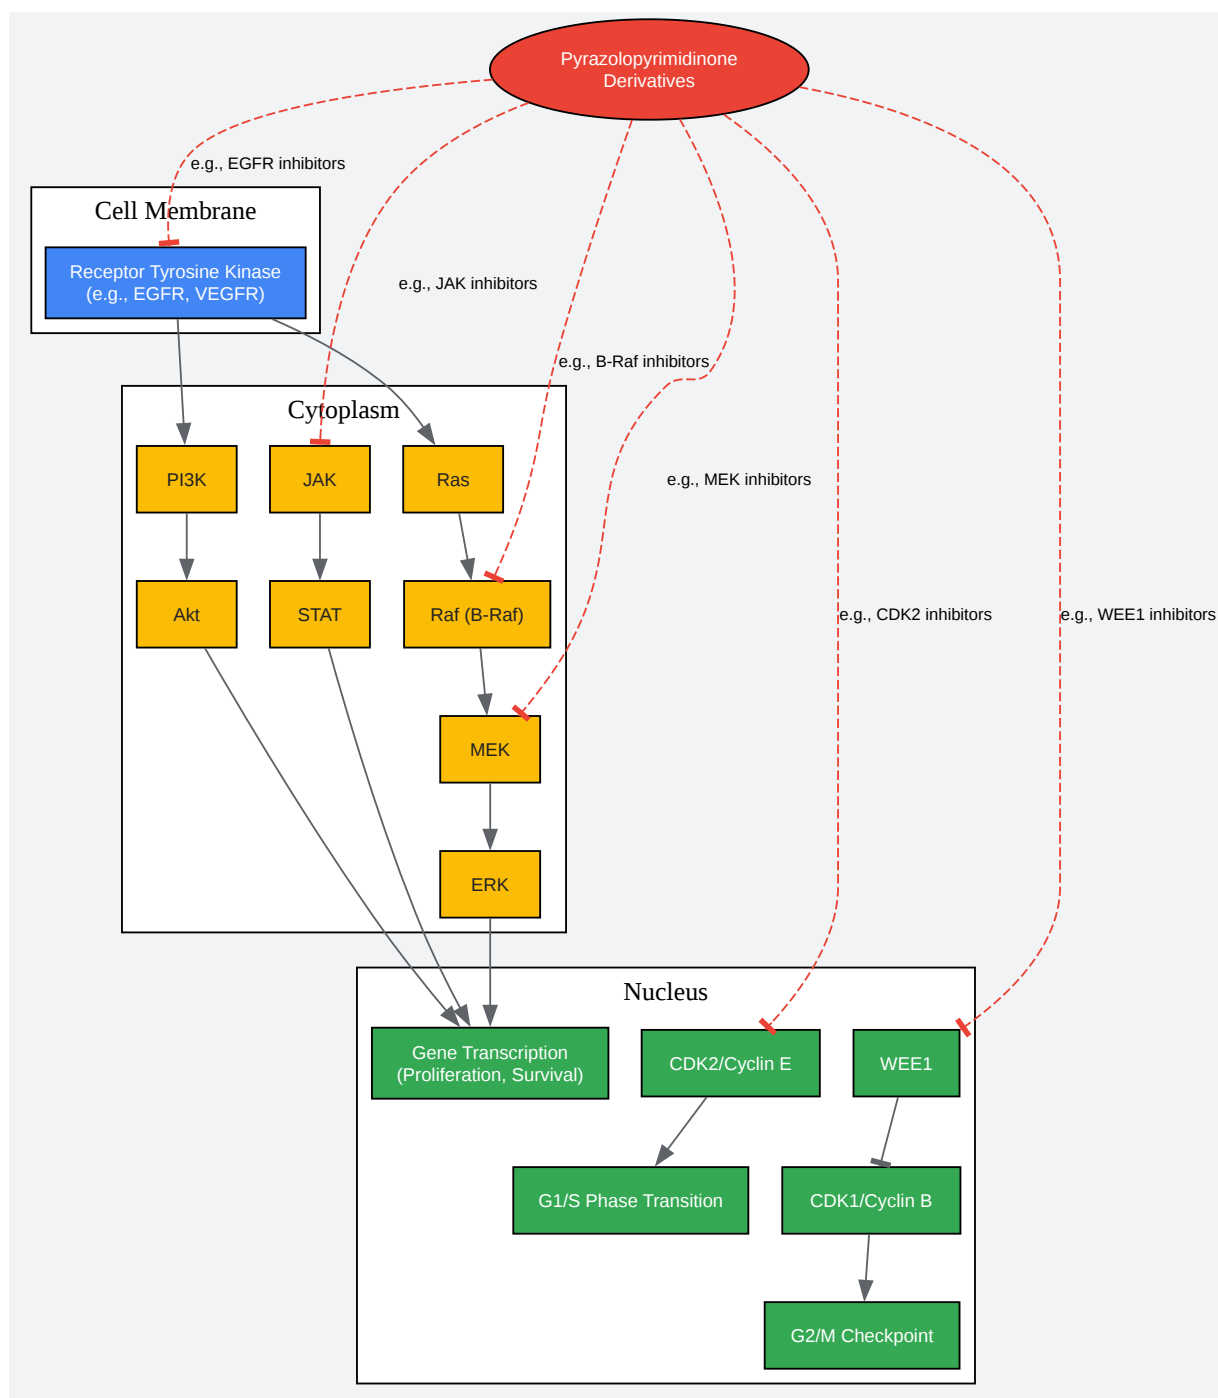 Pyrazolopyrimidinone
Derivatives
e.g., EGFR inhibitors
Cell Membrane
Receptor Tyrosine Kinase
(e.g., EGFR, VEGFR)
e.g., JAK inhibitors
e.g., B-Raf inhibitors
Cytoplasm
PI3K
JAK
Ras
e.g., MEK inhibitors
Akt
STAT
Raf (B-Raf)
e.g., CDK2 inhibitors
e.g., WEE1 inhibitors
MEK
ERK
Nucleus
Gene Transcription
(Proliferation, Survival)
CDK2/Cyclin E
WEE1
G1/S Phase Transition
CDK1/Cyclin B
G2/M Checkpoint